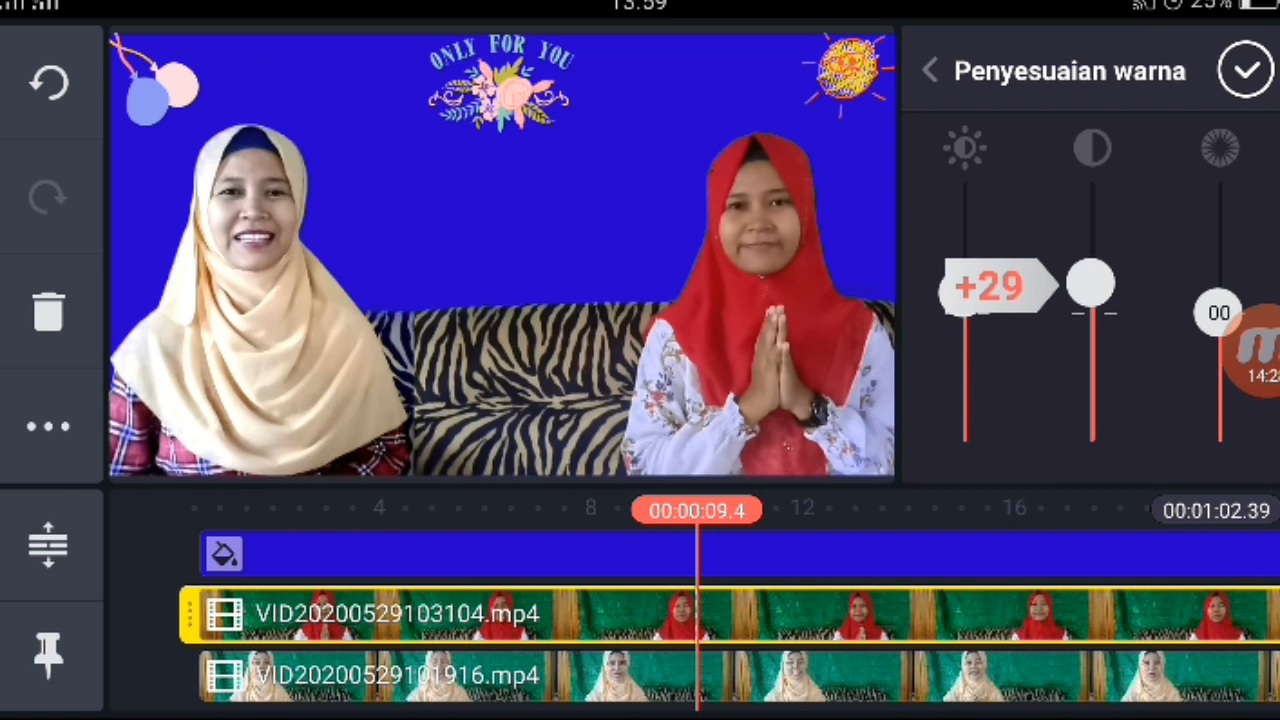 13.59
25%
ONLY FOR YOU
Penyesuaian warna
+29
00
4
8
12
16
00:00:09.4
00:01:02.39
VID20200529103104.mp4
VID20200529101916.mp4